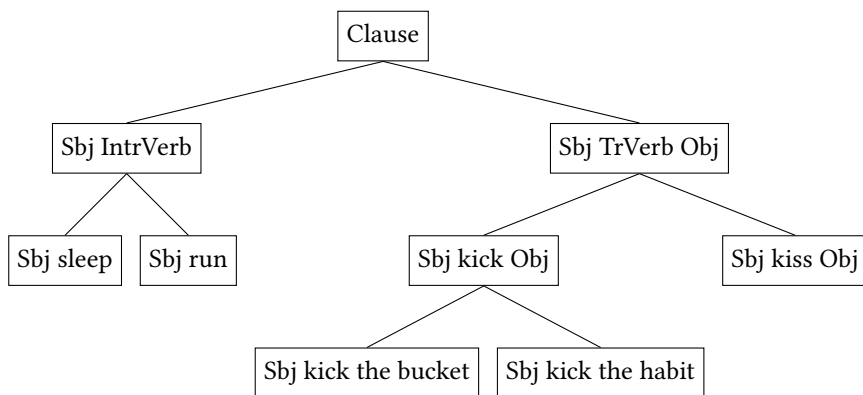 Clause
Sbj IntrVerb
Sbj TrVerb Obj
Sbj sleep
Sbj run
Sbj kick Obj
Sbj kiss Obj
Sbj kick the bucket
Sbj kick the habit